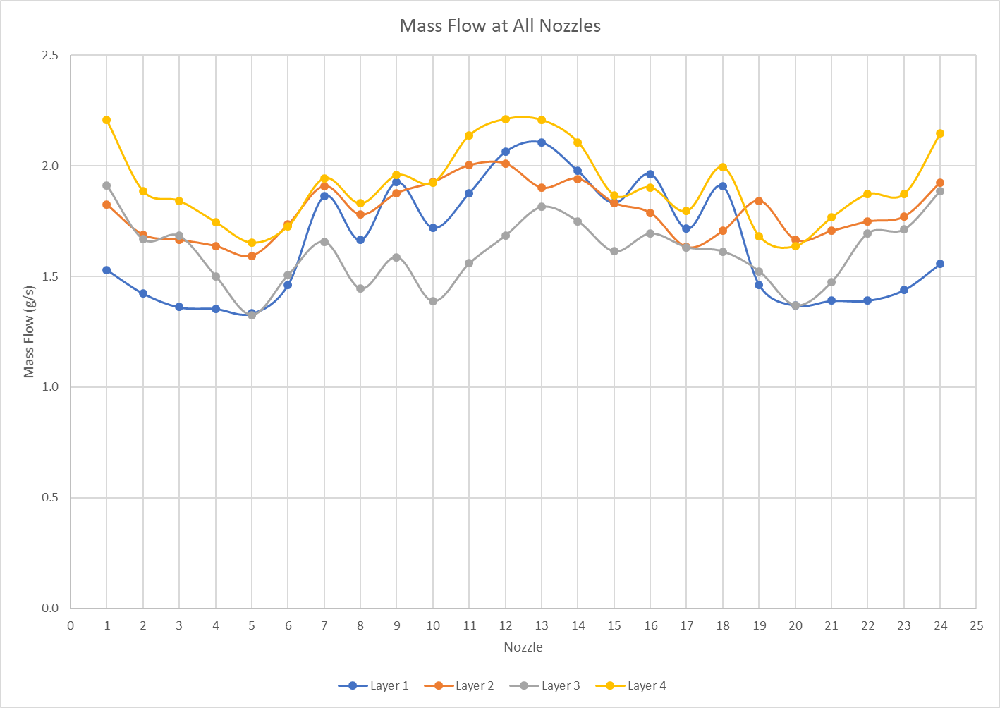 Mass Flow at All Nozzles
2.5
2.0
1.5
1.0
0.5
0.0
Mass Flow (g/s)
0 1 2 3 4 5 6 7 8 9 10 11 12 13 14 15 16 17 18 19 20 21 22 23 24 25
Nozzle
Layer 1 Layer 2 Layer 3 Layer 4